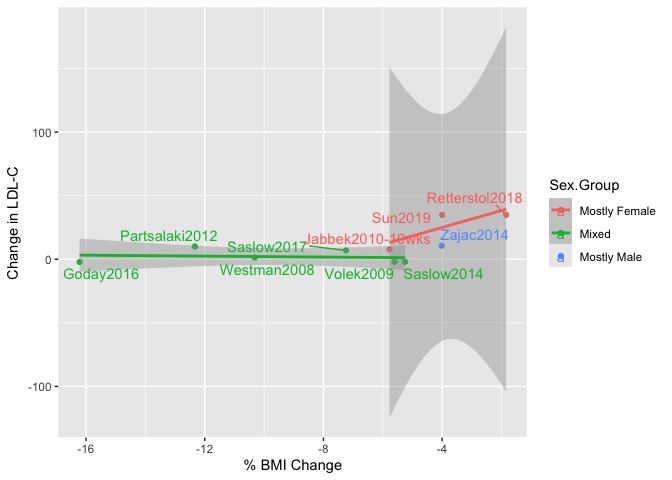 Change in LDL-C
100
0
-100
Retterstol2018
Sun2019
Partsalaki2012
Jabbek2010-10wks
Zajac2014
Saslow2017
Goday2016
Westman2008
Volek2009
Saslow2014
-16
-12
-8
-4
% BMI Change
Sex.Group
Mostly Female
Mixed
Mostly Male